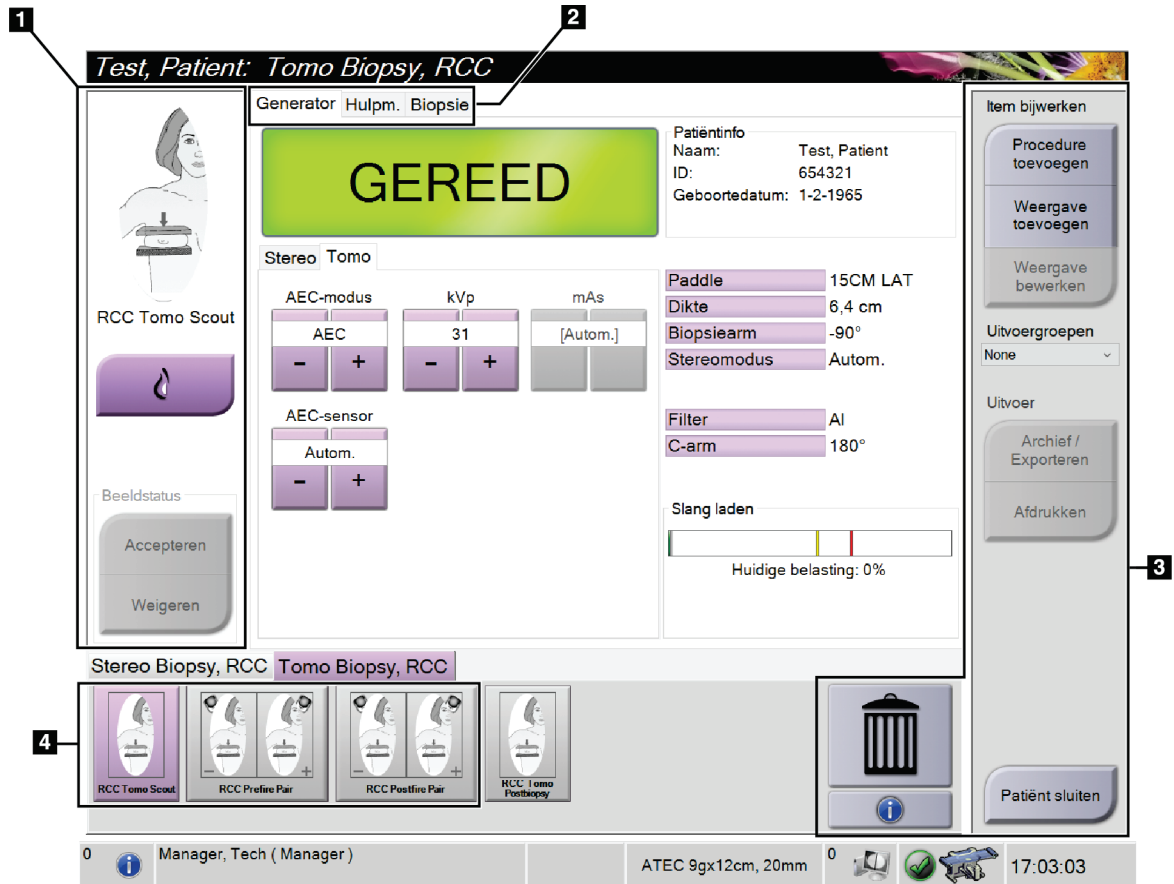 1
2
Test, Patient: Tomo Biopsy, RCC
Generator Hulpm. Biopsie
Item bijwerken
Procedure
toevoegen
Weergave
toevoegen
Weergave
bewerken
Uitvoergroepen
None
Uitvoer
Archief /
Exporteren
Afdrukken
3
Patiënt sluiten
RCC Tomo Scout
Beeldstatus
Accepteren
Weigeren
GEREED
Patiëntinfo
Naam: Test, Patient
ID: 654321
Geboortedatum: 1-2-1965
Stereo Tomo
AEC-modus kVp mAs
AEC 31 [Autom.]
- + - +
AEC-sensor
Autom.
- +
Paddle 15CM LAT
Dikte 6,4 cm
Biopsiearm -90°
Stereomodus Autom.
Filter Al
C-arm 180°
Slang laden
Huidige belasting: 0%
Stereo Biopsy, RCC Tomo Biopsy, RCC
4
- + - +
RCC Tomo Scout RCC Prefire Pair RCC Postfire Pair RCC Tomo
Postbiopsy
0 Manager, Tech ( Manager ) ATEC 9gx12cm, 20mm 0 17:03:03